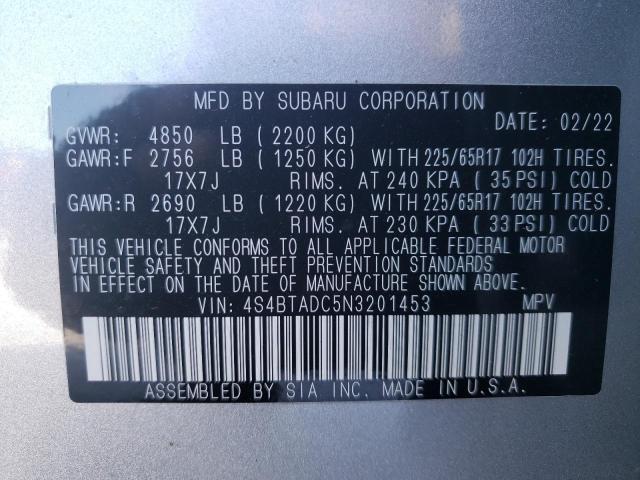 MFD BY SUBARU CORPORATION
DATE: 02/22
GVWR: 4850 LB ( 2200 KG)
GAWR:F 2756 LB ( 1250 KG) WITH 225/65R17 102H TIRES.
17X7J RIMS. AT 240 KPA ( 35 PSI) COLD
GAWR:R 2690 LB ( 1220 KG) WITH 225/65R17 102H TIRES.
17X7J RIMS. AT 230 KPA ( 33 PSI) COLD
THIS VEHICLE CONFORMS TO ALL APPLICABLE FEDERAL MOTOR
VEHICLE SAFETY AND THEFT PREVENTION STANDARDS
IN EFFECT ON THE DATE OF MANUFACTURE SHOWN ABOVE.
VIN: 4S4BTADC5N3201453 MPV
ASSEMBLED BY SIA INC. MADE IN U.S.A.